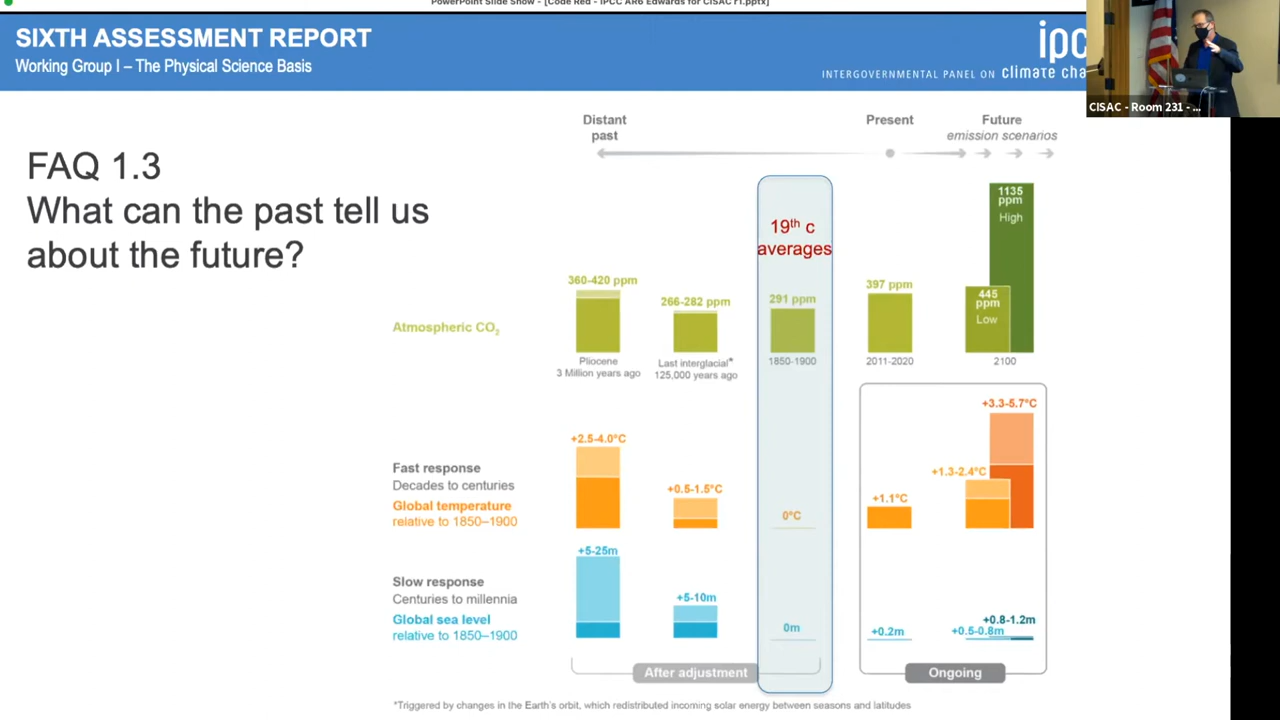 PowerPoint Slide Show - [Code Red - IPCC AR6 Edwards for CISAC r1.pptx]
SIXTH ASSESSMENT REPORT
Working Group I – The Physical Science Basis
ipc
INTERGOVERNMENTAL PANEL ON climate cha
CISAC - Room 231 - ...
FAQ 1.3
What can the past tell us
about the future?
Distant
past
Present
Future
emission scenarios
19th c
averages
1135
ppm
High
360-420 ppm
266-282 ppm
291 ppm
397 ppm
445
ppm
Low
Atmospheric CO₂
Pliocene
3 Million years ago
Last interglacial*
125,000 years ago
1850-1900
2011-2020
2100
Fast response
Decades to centuries
Global temperature
relative to 1850–1900
+2.5-4.0°C
+0.5-1.5°C
0°C
+1.1°C
+1.3-2.4°C
+3.3-5.7°C
Slow response
Centuries to millennia
Global sea level
relative to 1850–1900
+5-25m
+5-10m
0m
+0.2m
+0.5-0.8m
+0.8-1.2m
After adjustment
Ongoing
*Triggered by changes in the Earth's orbit, which redistributed incoming solar energy between seasons and latitudes